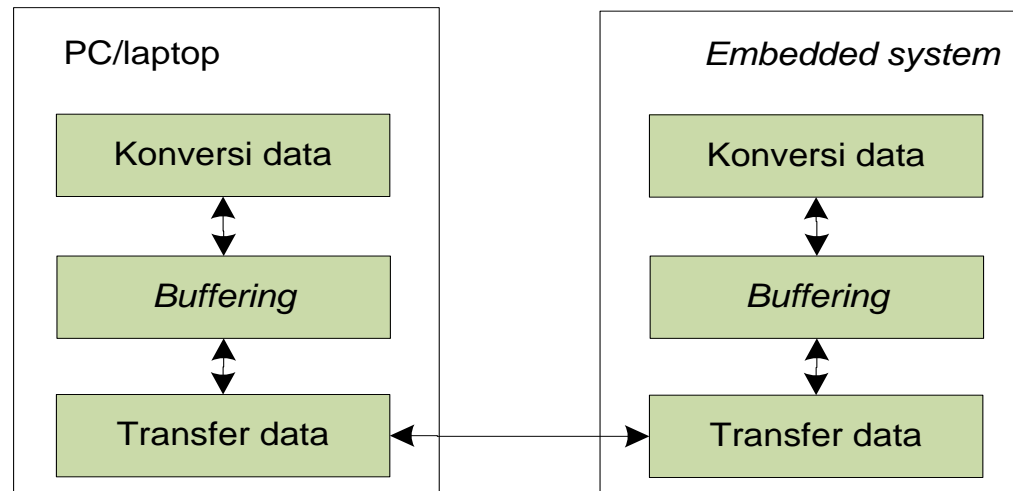 PC/laptop
Konversi data
Buffering
Transfer data
Embedded system
Konversi data
Buffering
Transfer data